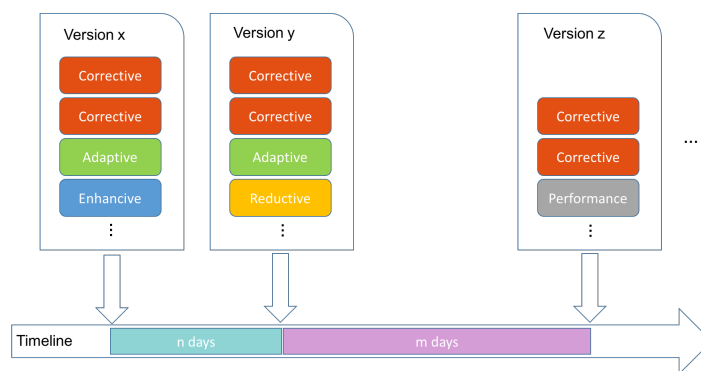 Version x
Corrective
Corrective
Adaptive
Enhancive
⋮
Version y
Corrective
Corrective
Adaptive
Reductive
⋮
Version z
Corrective
Corrective
Performance
⋮
...
Timeline
n days
m days